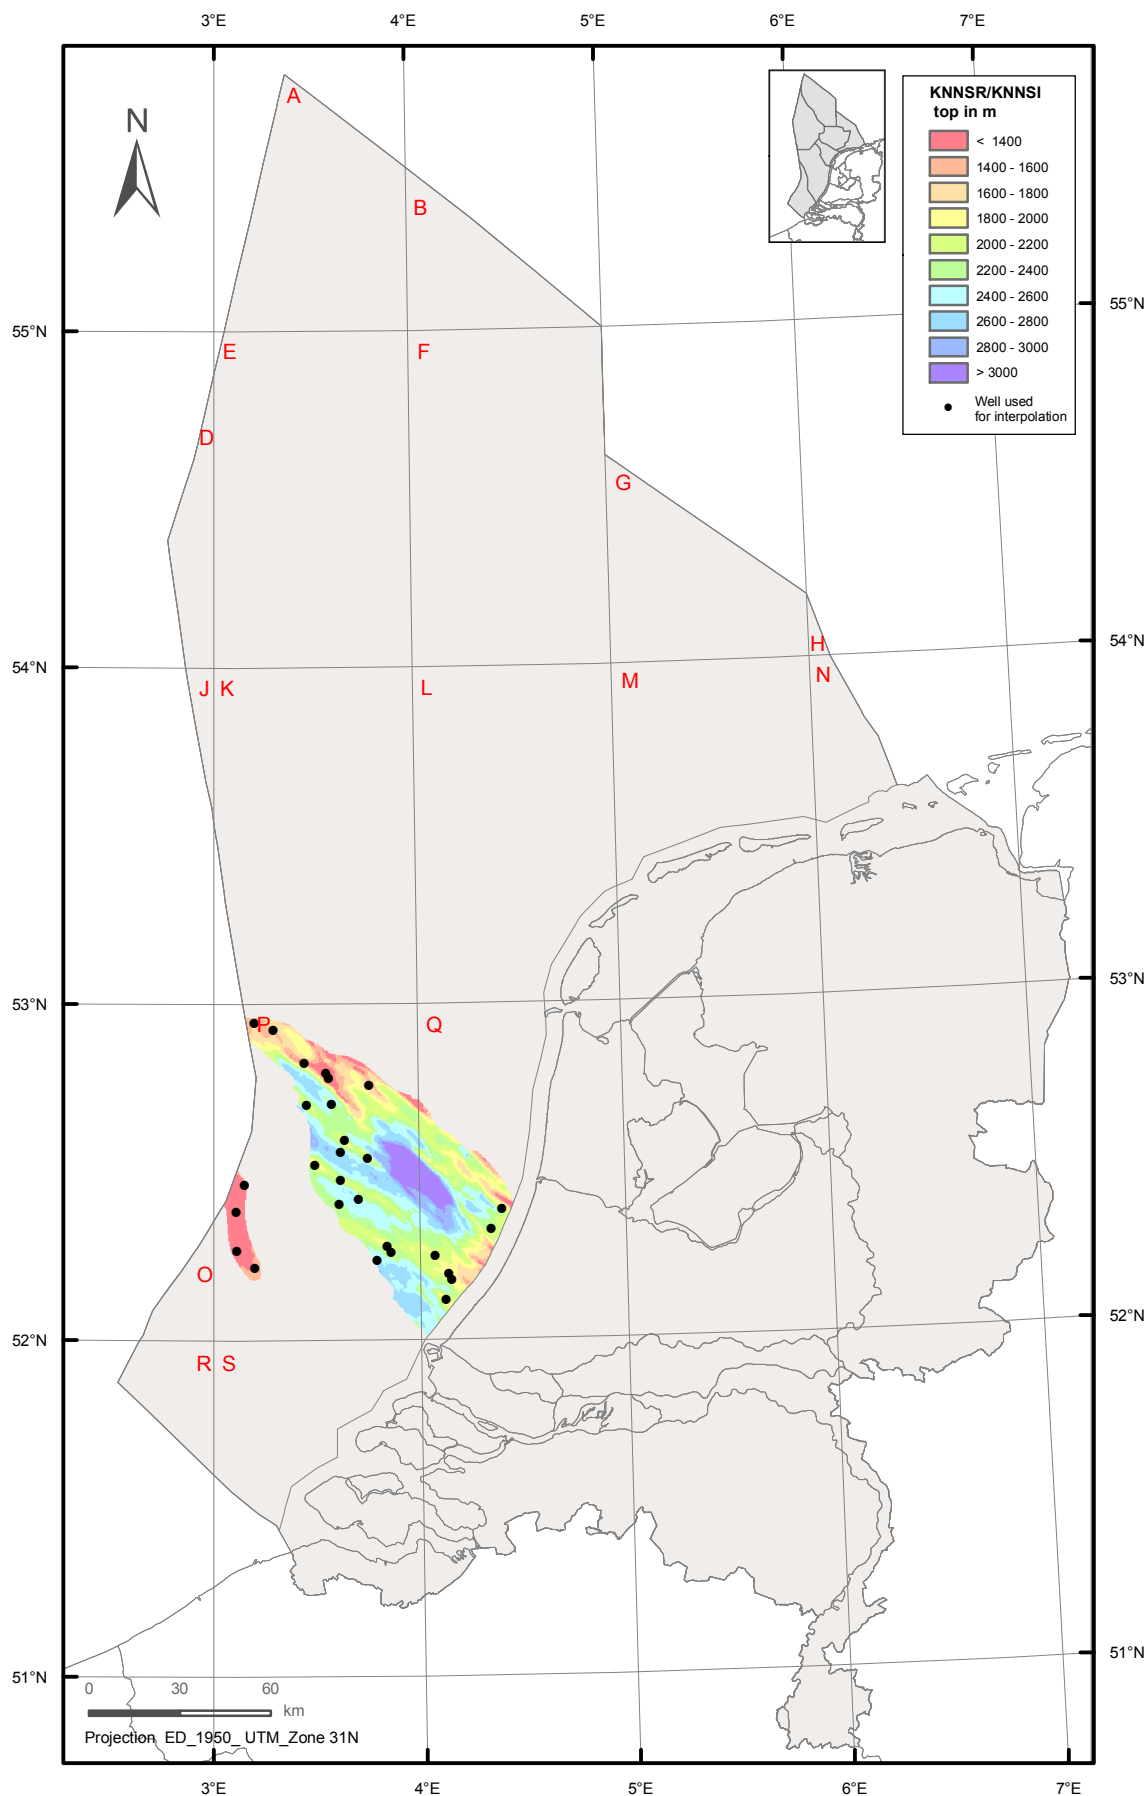 3°E 4°E 5°E 6°E 7°E
N
A
B
KNNSR/KNNSI
top in m
< 1400
1400 - 1600
1600 - 1800
1800 - 2000
2000 - 2200
2200 - 2400
2400 - 2600
2600 - 2800
2800 - 3000
> 3000
Well used
for interpolation
55°N 55°N
E F
D
G
54°N 54°N
H
J K L M N
53°N 53°N
P Q
O
52°N 52°N
R S
51°N 51°N
0 30 60
km
Projection ED_1950_ UTM_Zone 31N
3°E 4°E 5°E 6°E 7°E